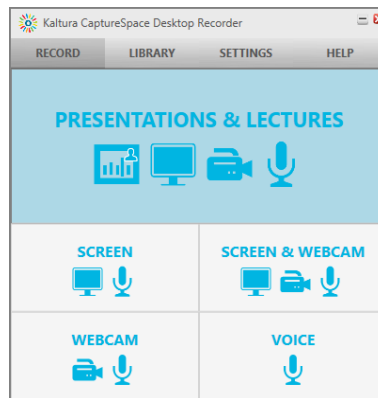 Kaltura CaptureSpace Desktop Recorder
RECORD LIBRARY SETTINGS HELP
PRESENTATIONS & LECTURES
SCREEN SCREEN & WEBCAM
WEBCAM VOICE